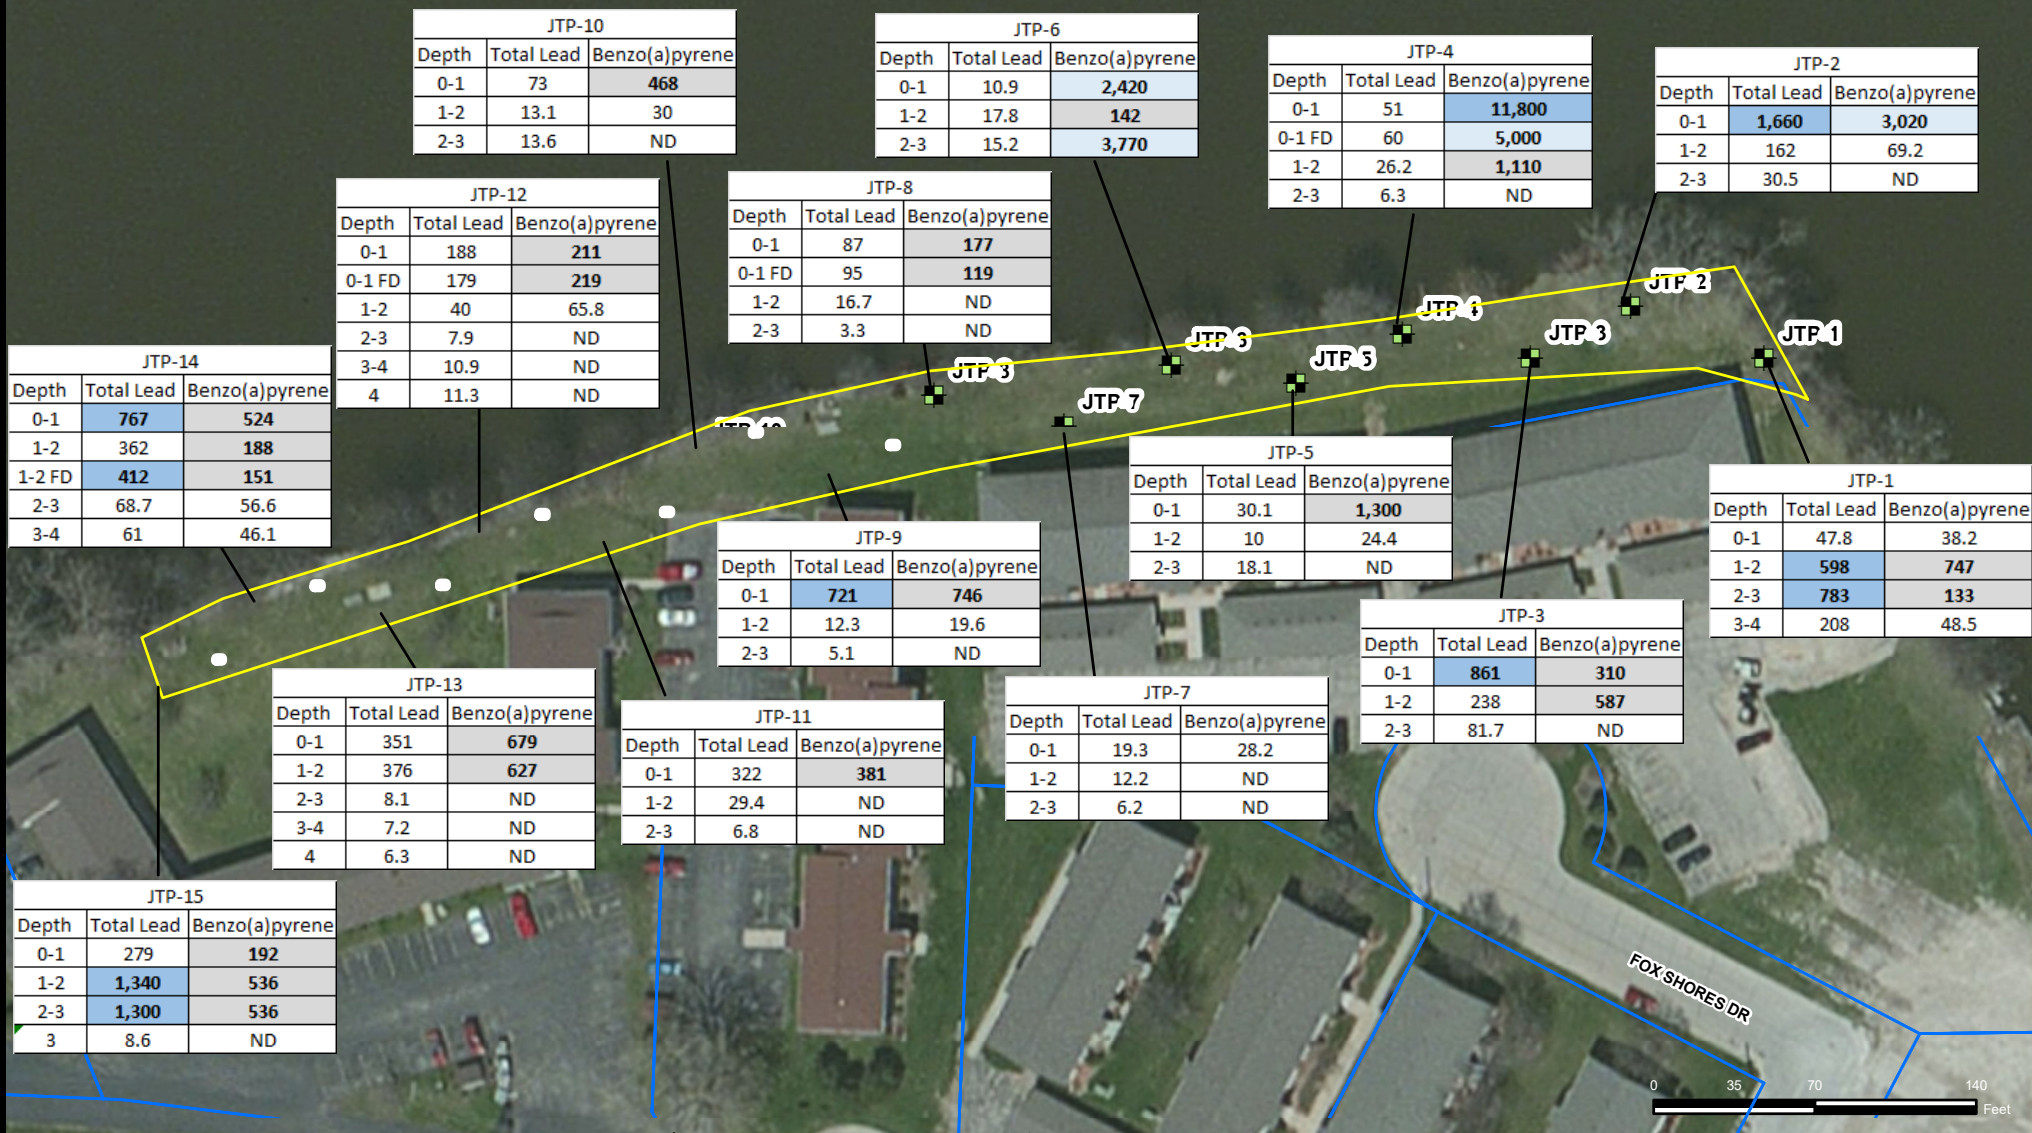 JTP-10
Depth Total Lead Benzo(a)pyrene
0-1 73 468
1-2 13.1 30
2-3 13.6 ND
JTP-6
Depth Total Lead Benzo(a)pyrene
0-1 10.9 2,420
1-2 17.8 142
2-3 15.2 3,770
JTP-4
Depth Total Lead Benzo(a)pyrene
0-1 51 11,800
0-1 FD 60 5,000
1-2 26.2 1,110
2-3 6.3 ND
JTP-2
Depth Total Lead Benzo(a)pyrene
0-1 1,660 3,020
1-2 162 69.2
2-3 30.5 ND
JTP-12
Depth Total Lead Benzo(a)pyrene
0-1 188 211
0-1 FD 179 219
1-2 40 65.8
2-3 7.9 ND
3-4 10.9 ND
4 11.3 ND
JTP-8
Depth Total Lead Benzo(a)pyrene
0-1 87 177
0-1 FD 95 119
1-2 16.7 ND
2-3 3.3 ND
JTP-14
Depth Total Lead Benzo(a)pyrene
0-1 767 524
1-2 362 188
1-2 FD 412 151
2-3 68.7 56.6
3-4 61 46.1
JTP-2
JTP-4
JTP-3
JTP-1
JTP-6
JTP-5
JTP-8
JTP-7
JTP-5
Depth Total Lead Benzo(a)pyrene
0-1 30.1 1,300
1-2 10 24.4
2-3 18.1 ND
JTP-1
Depth Total Lead Benzo(a)pyrene
0-1 47.8 38.2
1-2 598 747
2-3 783 133
3-4 208 48.5
JTP-9
Depth Total Lead Benzo(a)pyrene
0-1 721 746
1-2 12.3 19.6
2-3 5.1 ND
JTP-3
Depth Total Lead Benzo(a)pyrene
0-1 861 310
1-2 238 587
2-3 81.7 ND
JTP-13
Depth Total Lead Benzo(a)pyrene
0-1 351 679
1-2 376 627
2-3 8.1 ND
3-4 7.2 ND
4 6.3 ND
JTP-11
Depth Total Lead Benzo(a)pyrene
0-1 322 381
1-2 29.4 ND
2-3 6.8 ND
JTP-7
Depth Total Lead Benzo(a)pyrene
0-1 19.3 28.2
1-2 12.2 ND
2-3 6.2 ND
JTP-15
Depth Total Lead Benzo(a)pyrene
0-1 279 192
1-2 1,340 536
2-3 1,300 536
3 8.6 ND
FOX SHORES DR
0 35 70 140
Feet